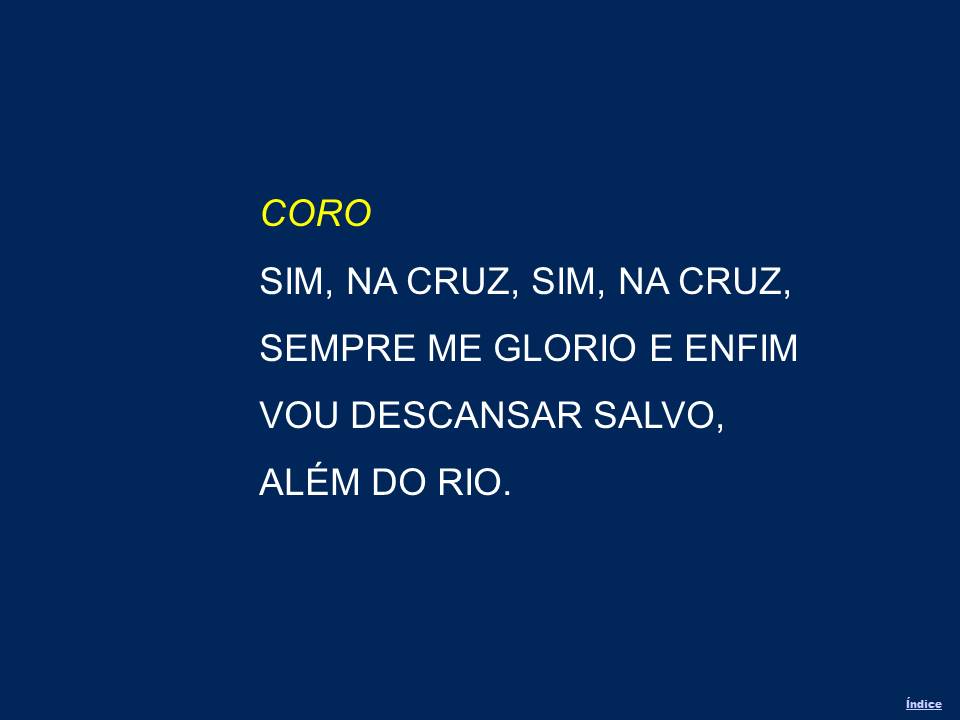 CORO
SIM, NA CRUZ, SIM, NA CRUZ,
SEMPRE ME GLORIO E ENFIM
VOU DESCANSAR SALVO,
ALÉM DO RIO.
Índice